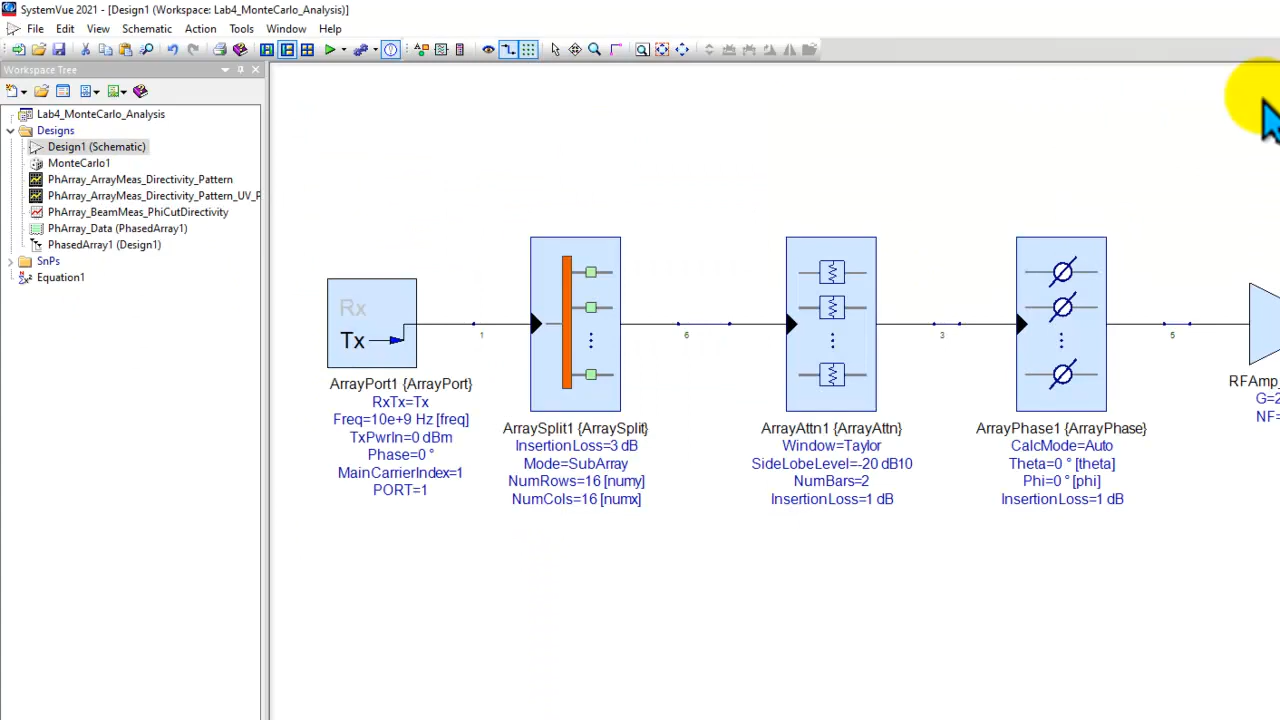 SystemVue 2021 - [Design1 (Workspace: Lab4_MonteCarlo_Analysis)]
File Edit View Schematic Action Tools Window Help
Workspace Tree
Lab4_MonteCarlo_Analysis
Designs
Design1 (Schematic)
MonteCarlo1
PhArray_ArrayMeas_Directivity_Pattern
PhArray_ArrayMeas_Directivity_Pattern_UV_P
PhArray_BeamMeas_PhiCutDirectivity
PhArray_Data (PhasedArray1)
PhasedArray1 (Design1)
SnPs
Equation1
Rx
Tx
1
6
3
5
ArrayPort1 {ArrayPort}
RxTx=Tx
Freq=10e+9 Hz [freq]
TxPwrIn=0 dBm
Phase=0 °
MainCarrierIndex=1
PORT=1
ArraySplit1 {ArraySplit}
InsertionLoss=3 dB
Mode=SubArray
NumRows=16 [numy]
NumCols=16 [numx]
ArrayAttn1 {ArrayAttn}
Window=Taylor
SideLobeLevel=-20 dB10
NumBars=2
InsertionLoss=1 dB
ArrayPhase1 {ArrayPhase}
CalcMode=Auto
Theta=0 ° [theta]
Phi=0 ° [phi]
InsertionLoss=1 dB
RFAmp_
G=2
NF=